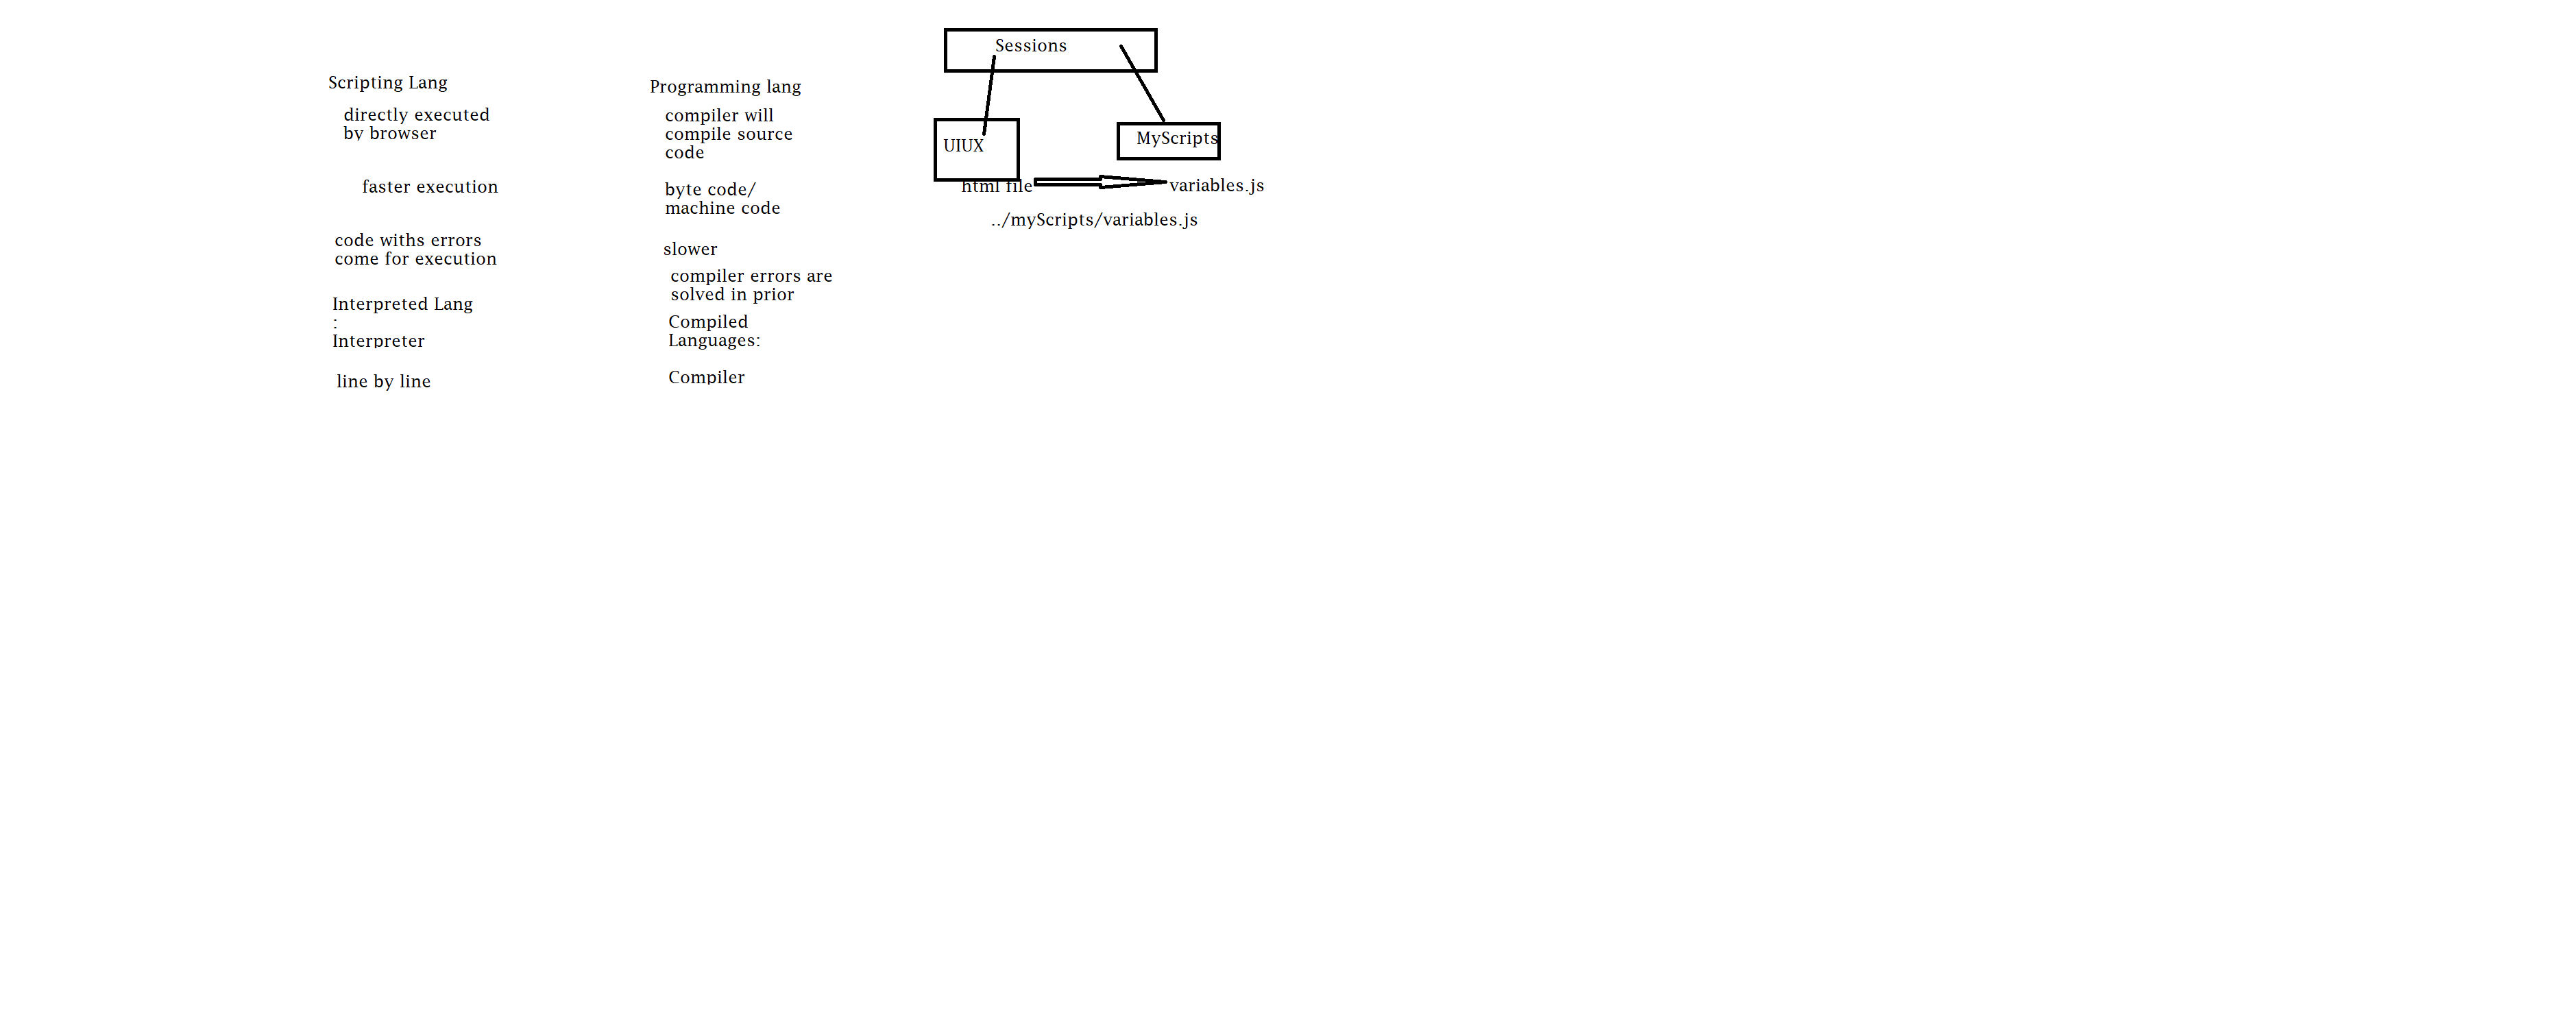 Scripting Lang
directly executed
by browser
faster execution
code withs errors
come for execution
Interpreted Lang
:
Interpreter
line by line
Programming lang
compiler will
compile source
code
byte code/
machine code
slower
compiler errors are
solved in prior
Compiled
Languages:
Compiler
Sessions
UIUX
MyScripts
html file
variables.js
../myScripts/variables.js